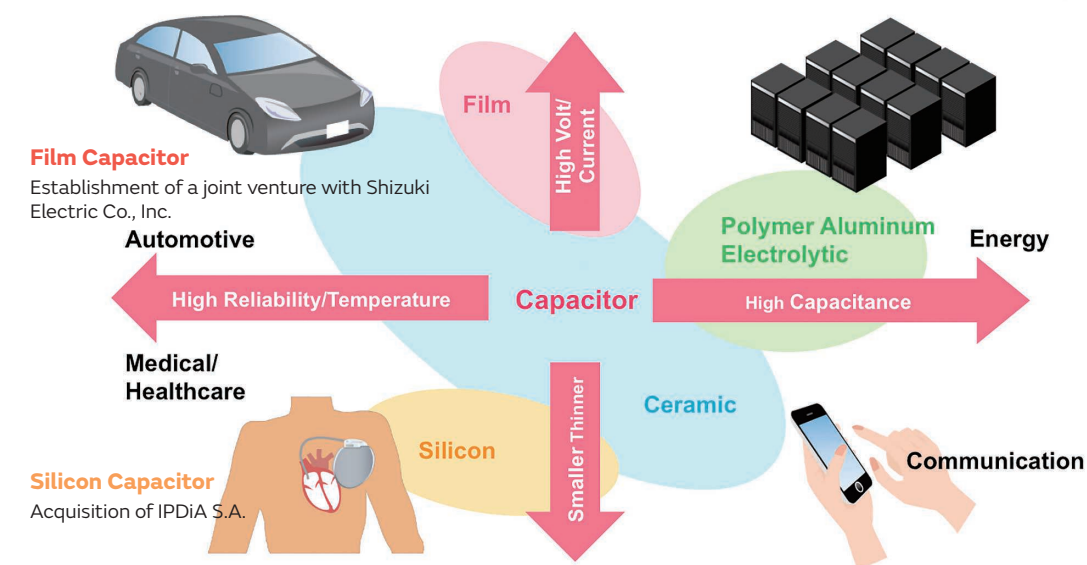 Film
High Volt/
Current
Film Capacitor
Establishment of a joint venture with Shizuki
Electric Co., Inc.
Polymer Aluminum
Electrolytic
Automotive
Energy
High Reliability/Temperature
Capacitor
High Capacitance
Medical/
Healthcare
Smaller Thinner
Ceramic
Silicon
Communication
Silicon Capacitor
Acquisition of IPDiA S.A.